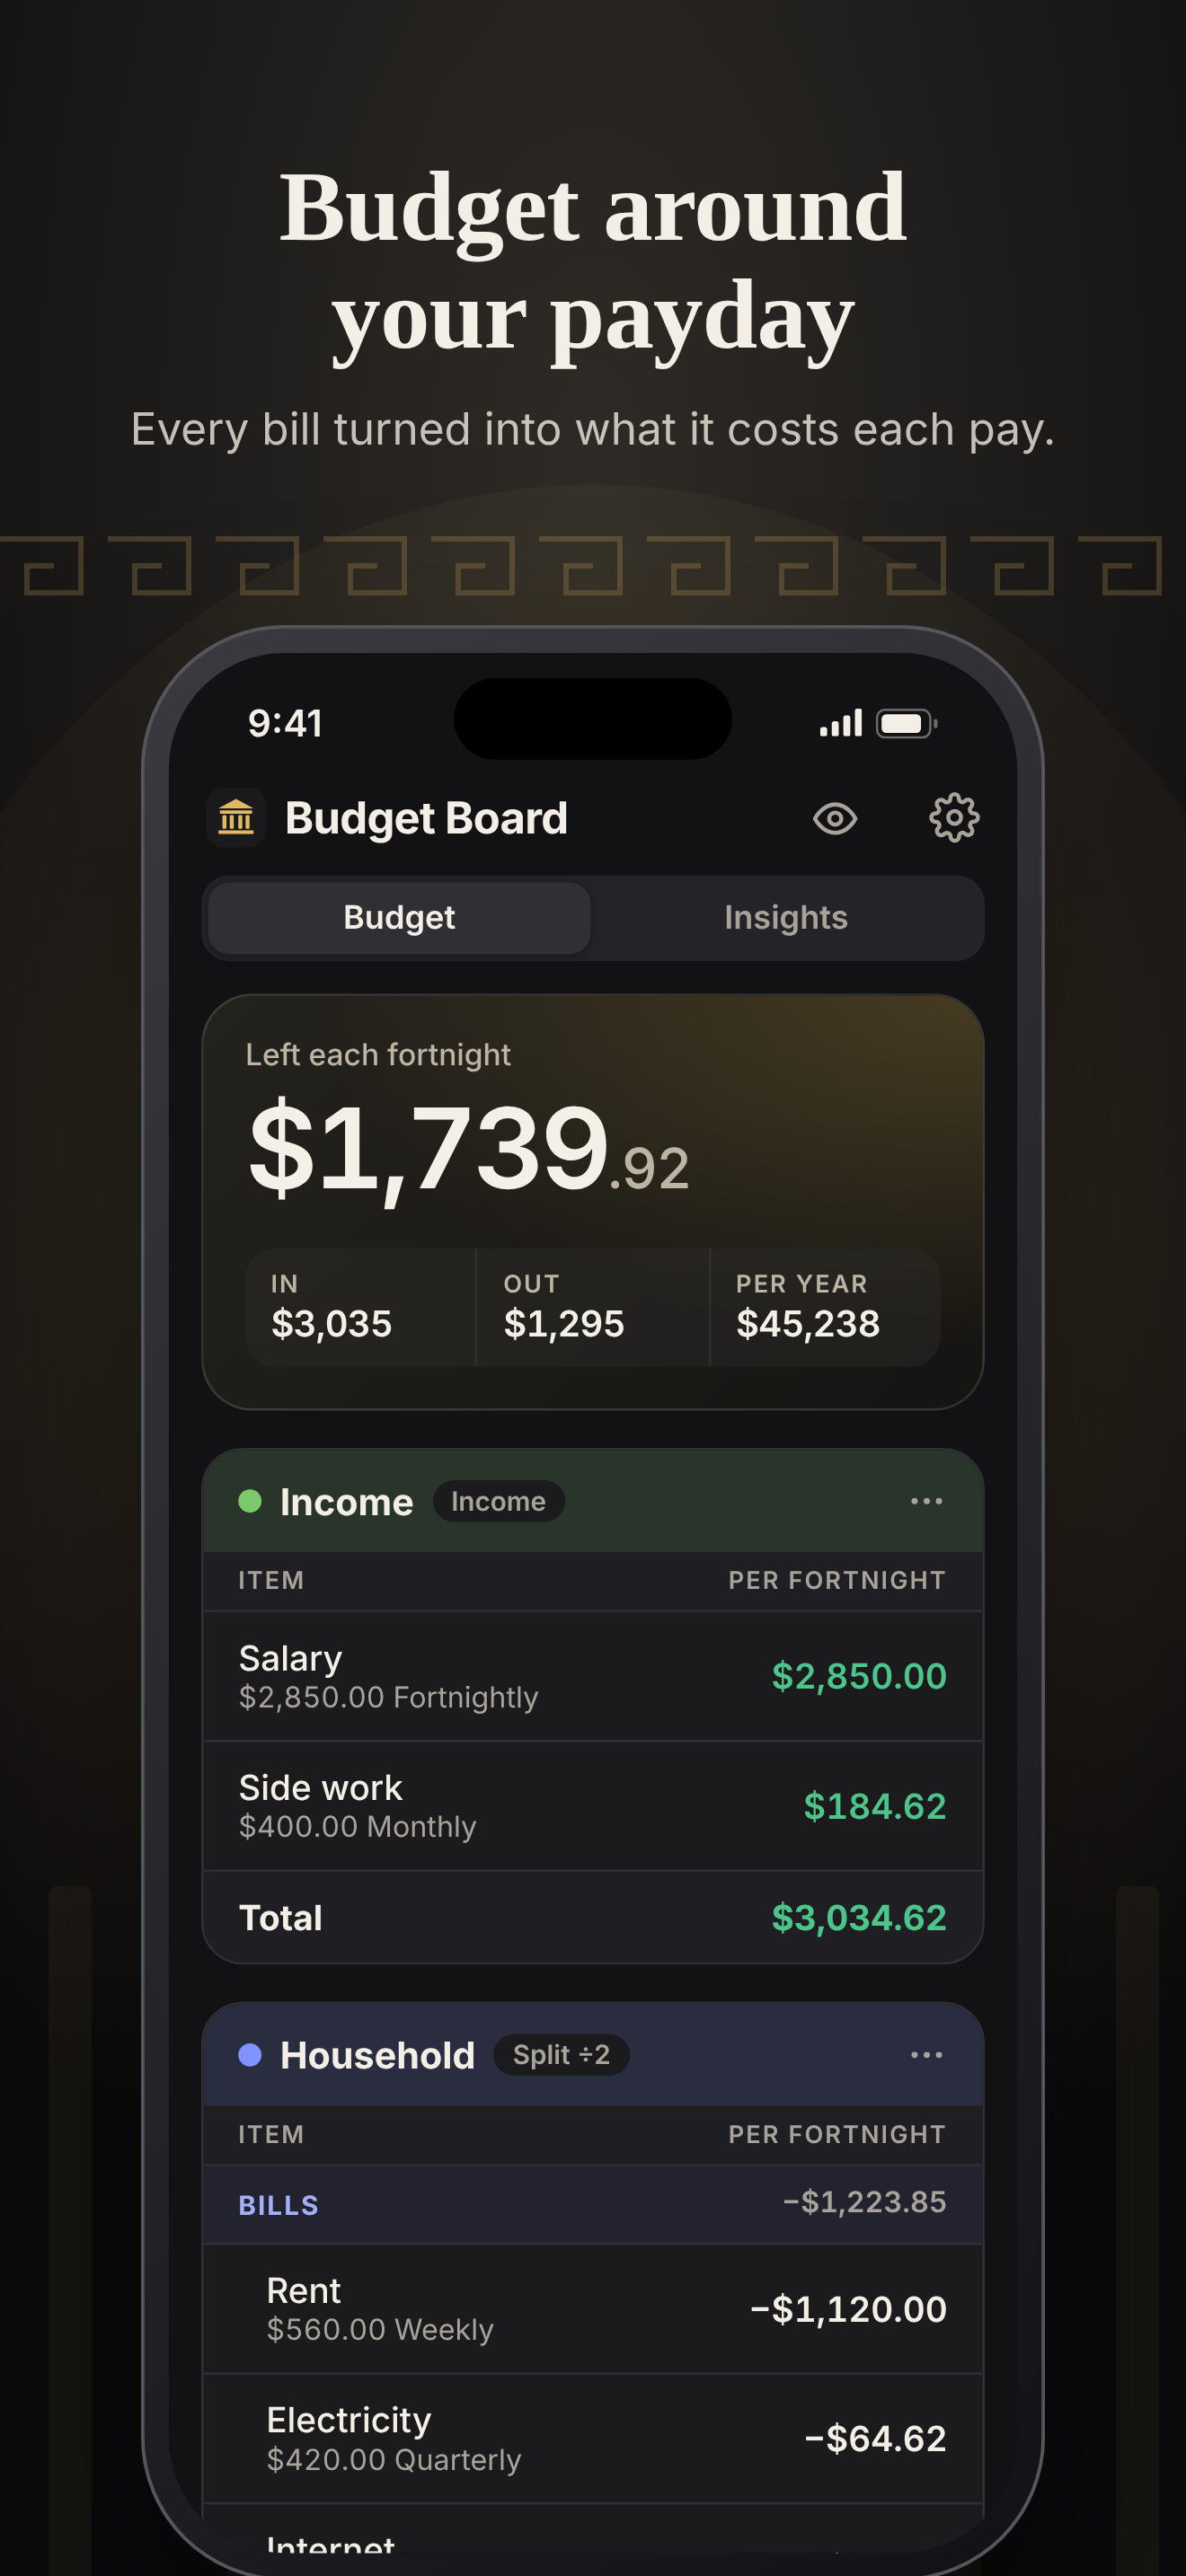 Budget around
your payday
Every bill turned into what it costs each pay.
9:41
Budget Board
Budget Insights
Left each fortnight
$1,739.92
IN OUT PER YEAR
$3,035 $1,295 $45,238
Income Income
ITEM PER FORTNIGHT
Salary
$2,850.00 Fortnightly
$2,850.00
Side work
$400.00 Monthly
$184.62
Total $3,034.62
Household Split ÷2
ITEM PER FORTNIGHT
BILLS −$1,223.85
Rent
$560.00 Weekly
−$1,120.00
Electricity
$420.00 Quarterly
−$64.62
Internet